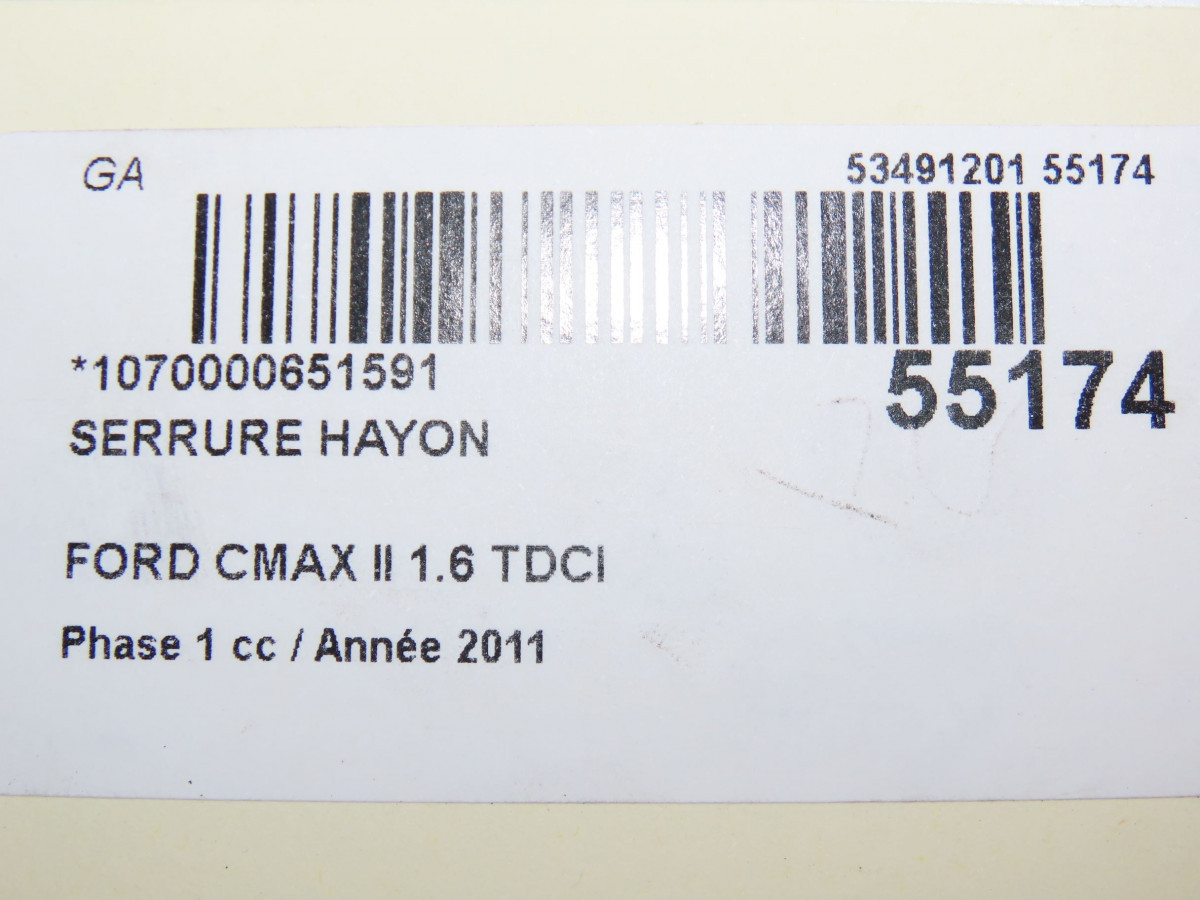 GA 53491201 55174
*1070000651591 55174
SERRURE HAYON
FORD CMAX II 1.6 TDCI
Phase 1 cc / Année 2011